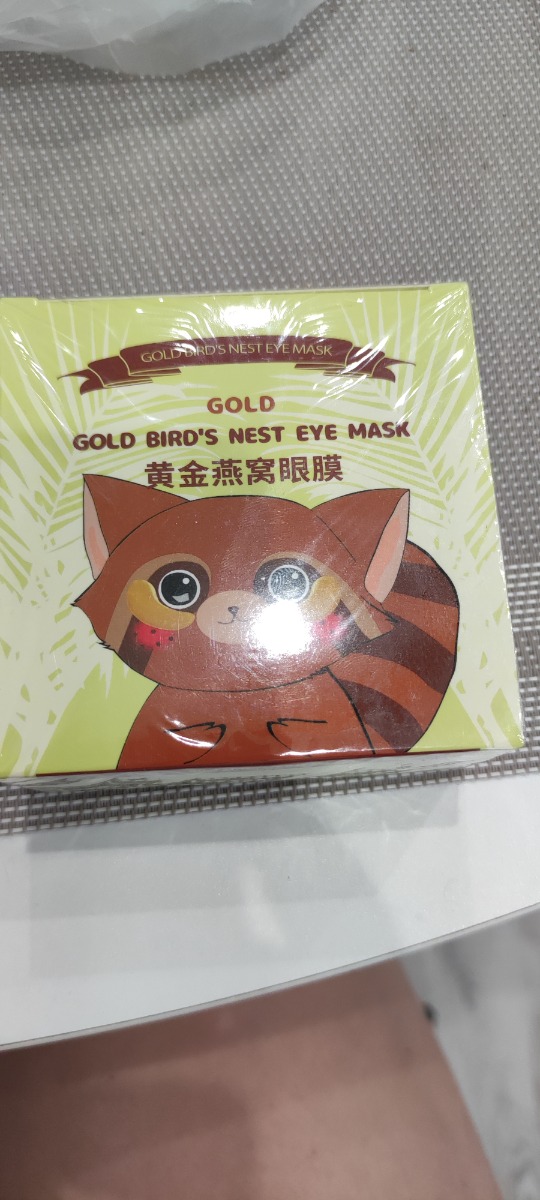 GOLD BIRD'S NEST EYE MASK
GOLD
GOLD BIRD'S NEST EYE MASK
黄金燕窝眼膜